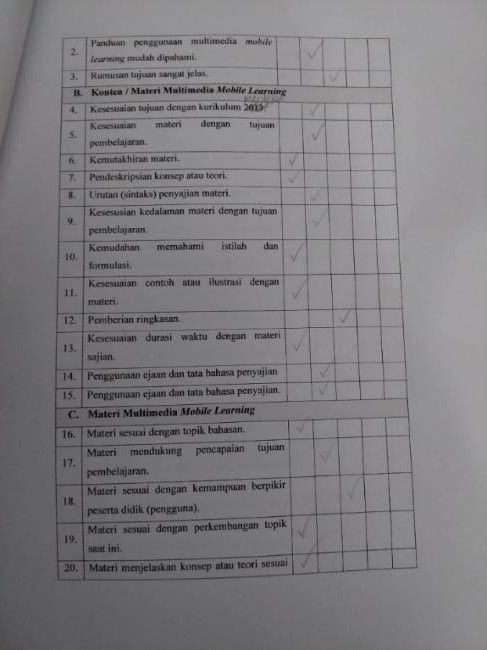 2. Panduan penggunaan multimedia mobile
learning mudah dipahami.
3. Rumusan tujuan sangat jelas.
B. Konten / Materi Multimedia Mobile Learning
4. Kesesuaian tujuan dengan kurikulum 2013.
5. Kesesuaian materi dengan tujuan
pembelajaran.
6. Kemutakhiran materi.
7. Pendeskripsian konsep atau teori.
8. Urutan (sintaks) penyajian materi.
9. Kesesusian kedalaman materi dengan tujuan
pembelajaran.
10. Kemudahan memahami istilah dan
formulasi.
11. Kesesuaian contoh atau ilustrasi dengan
materi.
12. Pemberian ringkasan.
13. Kesesuaian durasi waktu dengan materi
sajian.
14. Penggunaan ejaan dan tata bahasa penyajian
15. Penggunaan ejaan dan tata bahasa penyajian.
C. Materi Multimedia Mobile Learning
16. Materi sesuai dengan topik bahasan.
17. Materi mendukung pencapaian tujuan
pembelajaran.
18. Materi sesuai dengan kemampuan berpikir
peserta didik (pengguna).
19. Materi sesuai dengan perkembangan topik
saat ini.
20. Materi menjelaskan konsep atau teori sesuai